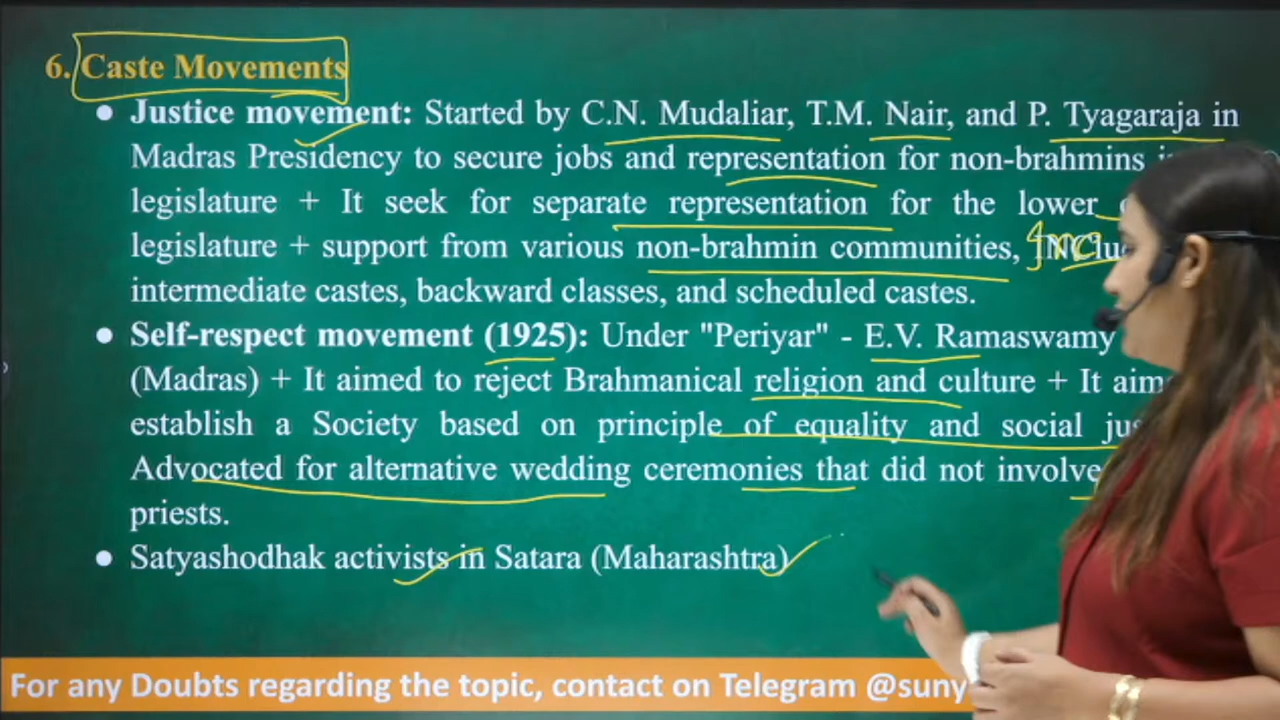 6. Caste Movements
● Justice movement: Started by C.N. Mudaliar, T.M. Nair, and P. Tyagaraja in
Madras Presidency to secure jobs and representation for non-brahmins
legislature + It seek for separate representation for the lower
legislature + support from various non-brahmin communities,
intermediate castes, backward classes, and scheduled castes.
● Self-respect movement (1925): Under "Periyar" - E.V. Ramaswamy
(Madras) + It aimed to reject Brahmanical religion and culture + It
establish a Society based on principle of equality and social
Advocated for alternative wedding ceremonies that did not involve
priests.
● Satyashodhak activists in Satara (Maharashtra)
For any Doubts regarding the topic, contact on Telegram @suny